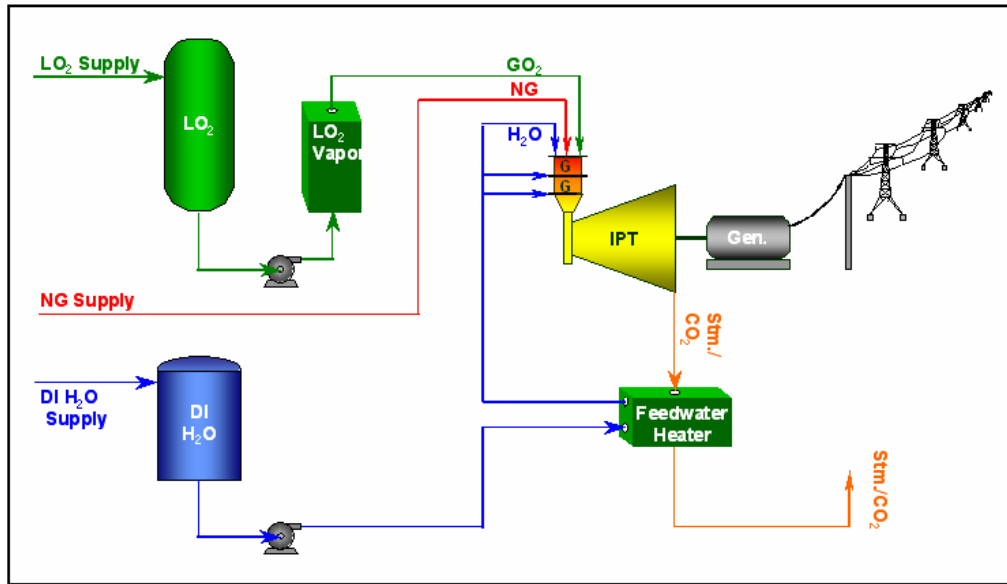 LO₂ Supply
LO₂
LO₂
Vapor
GO₂
NG
H₂O
G
G
IPT
Gen.
NG Supply
Stm./
CO₂
DI H₂O
Supply
DI
H₂O
Feedwater
Heater
Stm./CO₂